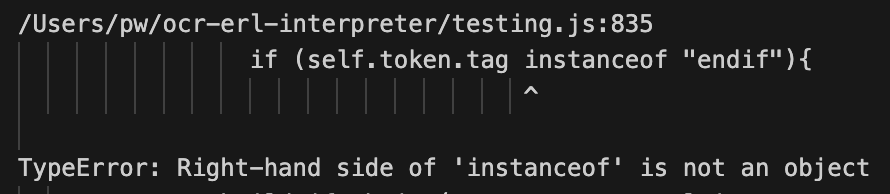 /Users/pw/ocr-erl-interpreter/testing.js:835
if (self.token.tag instanceof "endif"){
^
TypeError: Right-hand side of 'instanceof' is not an object